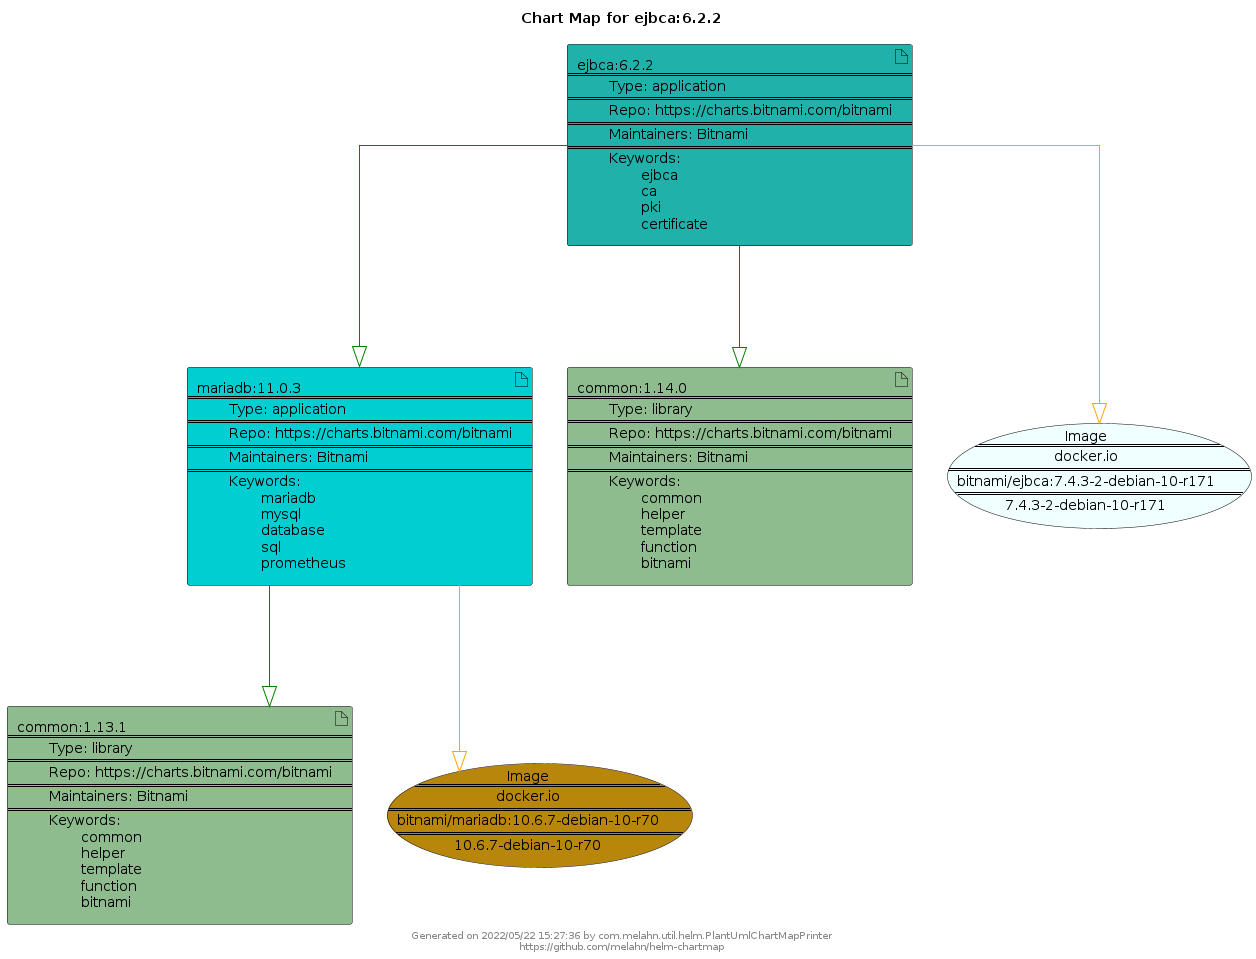 Chart Map for ejbca:6.2.2
ejbca:6.2.2
Type: application
Repo: https://charts.bitnami.com/bitnami
Maintainers: Bitnami
Keywords:
ejbca
ca
pki
certificate
mariadb:11.0.3
Type: application
Repo: https://charts.bitnami.com/bitnami
Maintainers: Bitnami
Keywords:
mariadb
mysql
database
sql
prometheus
common:1.14.0
Type: library
Repo: https://charts.bitnami.com/bitnami
Maintainers: Bitnami
Keywords:
common
helper
template
function
bitnami
Image
docker.io
bitnami/ejbca:7.4.3-2-debian-10-r171
7.4.3-2-debian-10-r171
common:1.13.1
Type: library
Repo: https://charts.bitnami.com/bitnami
Maintainers: Bitnami
Keywords:
common
helper
template
function
bitnami
Image
docker.io
bitnami/mariadb:10.6.7-debian-10-r70
10.6.7-debian-10-r70
Generated on 2022/05/22 15:27:36 by com.melahn.util.helm.PlantUmlChartMapPrinter
https://github.com/melahn/helm-chartmap